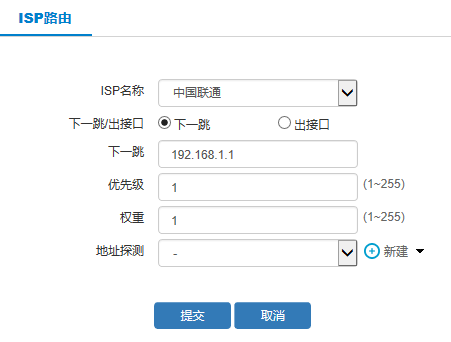 ISP路由
ISP名称 中国联通
下一跳/出接口 下一跳 出接口
下一跳 192.168.1.1
优先级 1 (1~255)
权重 1 (1~255)
地址探测 - 新建
提交 取消